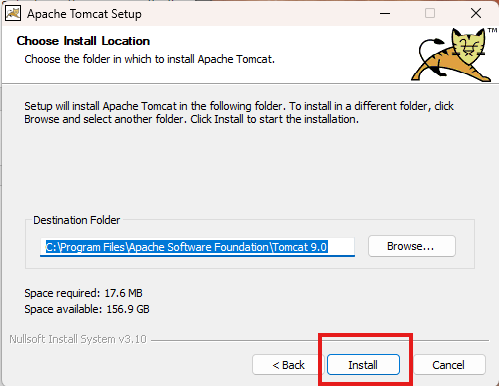 Apache Tomcat Setup
Choose Install Location
Choose the folder in which to install Apache Tomcat.
TM
Setup will install Apache Tomcat in the following folder. To install in a different folder, click
Browse and select another folder. Click Install to start the installation.
Destination Folder
C:\Program Files\Apache Software Foundation\Tomcat 9.0
Browse...
Space required: 17.6 MB
Space available: 156.9 GB
Nullsoft Install System v3.10
< Back
Install
Cancel